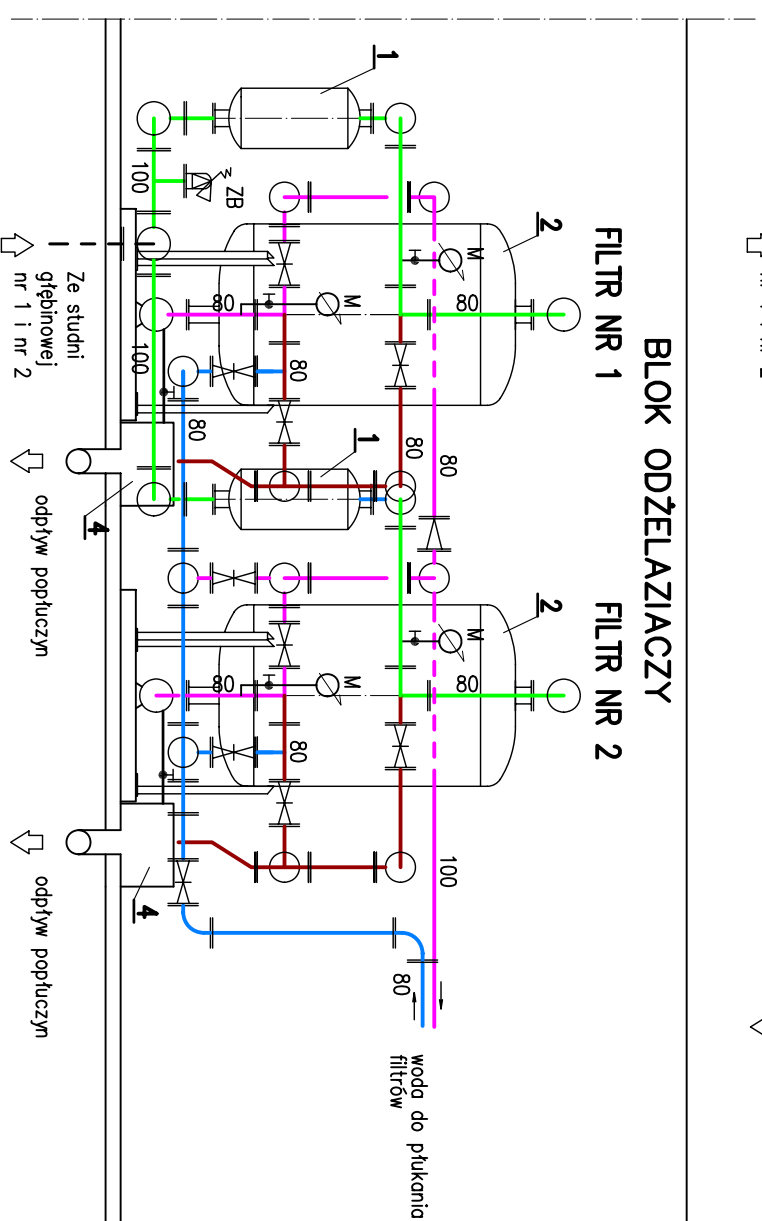 BLOK ODŻELAZIACZY
FILTR NR 1
FILTR NR 2
1
2
1
2
ZB
M
M
M
M
100
100
80
80
80
80
80
80
80
80
80
100
80
4
4
Ze studni
głębinowej
nr 1 i nr 2
odpływ popłuczyn
odpływ popłuczyn
woda do płukania
filtrów